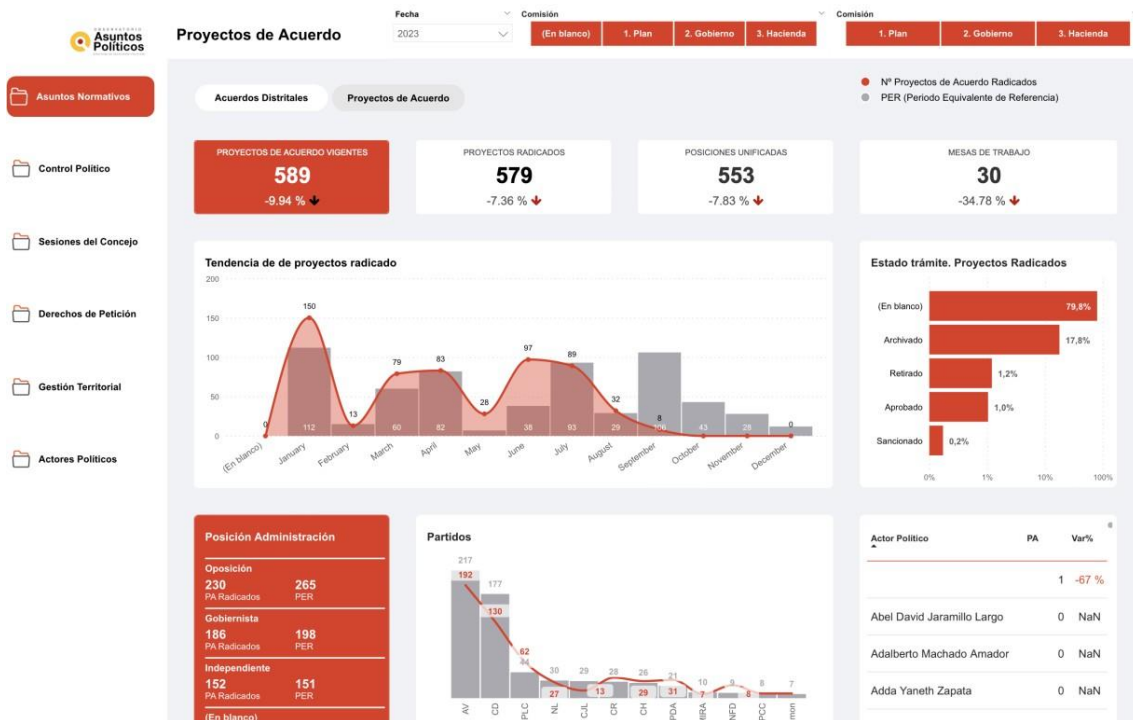 OBSERVATORIO
Asuntos
Políticos
Proyectos de Acuerdo
Fecha
2023
Comisión
(En blanco) 1. Plan 2. Gobierno 3. Hacienda
Comisión
1. Plan 2. Gobierno 3. Hacienda
Asuntos Normativos
Control Político
Sesiones del Concejo
Derechos de Petición
Gestión Territorial
Actores Políticos
Acuerdos Distritales Proyectos de Acuerdo
Nº Proyectos de Acuerdo Radicados
PER (Periodo Equivalente de Referencia)
PROYECTOS DE ACUERDO VIGENTES
589
-9.94 %
PROYECTOS RADICADOS
579
-7.36 %
POSICIONES UNIFICADAS
553
-7.83 %
MESAS DE TRABAJO
30
-34.78 %
Tendencia de de proyectos radicado
200
150
100
50
0
0 150 13 79 83 28 97 89 32 8 0
112 60 82 38 93 29 106 43 28
(En blanco) January February March April May June July August September October November December
Estado trámite. Proyectos Radicados
(En blanco) 79,8%
Archivado 17,8%
Retirado 1,2%
Aprobado 1,0%
Sancionado 0,2%
0% 1% 10% 100%
Posición Administración
Oposición
230 265
PA Radicados PER
Gobiernista
186 198
PA Radicados PER
Independiente
152 151
PA Radicados PER
(En blanco)
Partidos
217 177 44 30 29 28 26 21 10 9 8 7
192 130 62 27 13 29 31 7 8
AV CD PLC NL CJL CR CH PDA MIRA NFD PCC
Actor Político PA Var%
1 -67 %
Abel David Jaramillo Largo 0 NaN
Adalberto Machado Amador 0 NaN
Adda Yaneth Zapata 0 NaN